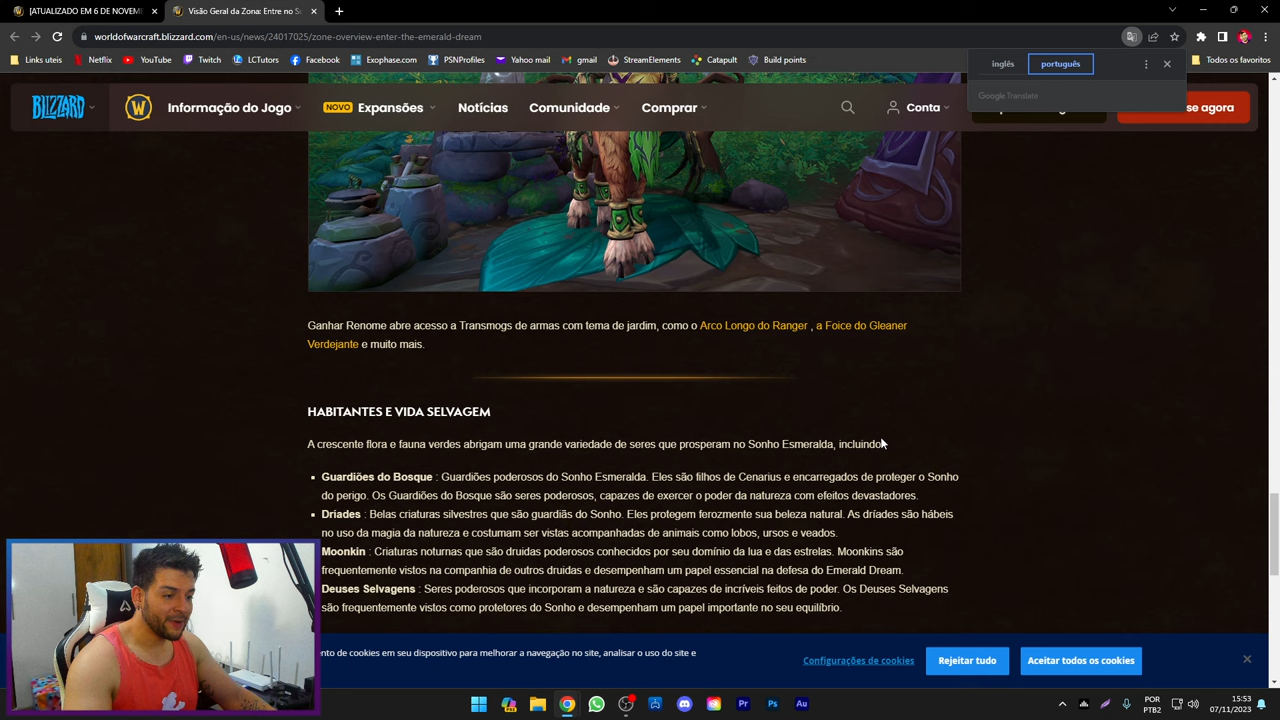 [ATUALIZADO EM 6 DE NOVEM
Visão Geral da Zona: Entre no S
worldofwarcraft.blizzard.com/en-us/news/24017025/zone-overview-enter-the-emerald-dream
Links uteis
Netflix
YouTube
Twitch
LCTutors
Facebook
Exophase.com
PSNProfiles
Yahoo mail
gmail
StreamElements
Catapult
Build points
Todos os favoritos
inglês
português
Google Translate
BLIZZARD
W
Informação do Jogo
NOVO Expansões
Notícias
Comunidade
Comprar
Conta
se agora
Ganhar Renome abre acesso a Transmogs de armas com tema de jardim, como o Arco Longo do Ranger , a Foice do Gleaner
Verdejante e muito mais.
HABITANTES E VIDA SELVAGEM
A crescente flora e fauna verdes abrigam uma grande variedade de seres que prosperam no Sonho Esmeralda, incluindo
Guardiões do Bosque : Guardiões poderosos do Sonho Esmeralda. Eles são filhos de Cenarius e encarregados de proteger o Sonho
do perigo. Os Guardiões do Bosque são seres poderosos, capazes de exercer o poder da natureza com efeitos devastadores.
Dríades : Belas criaturas silvestres que são guardiãs do Sonho. Eles protegem ferozmente sua beleza natural. As dríades são hábeis
no uso da magia da natureza e costumam ser vistas acompanhadas de animais como lobos, ursos e veados.
Moonkin : Criaturas noturnas que são druidas poderosos conhecidos por seu domínio da lua e das estrelas. Moonkins são
frequentemente vistos na companhia de outros druidas e desempenham um papel essencial na defesa do Emerald Dream.
Deuses Selvagens : Seres poderosos que incorporam a natureza e são capazes de incríveis feitos de poder. Os Deuses Selvagens
são frequentemente vistos como protetores do Sonho e desempenham um papel importante no seu equilíbrio.
nto de cookies em seu dispositivo para melhorar a navegação no site, analisar o uso do site e
Configurações de cookies
Rejeitar tudo
Aceitar todos os cookies
PRE
Pr
Ps
Au
POR
PTB2
15:53
07/11/2023